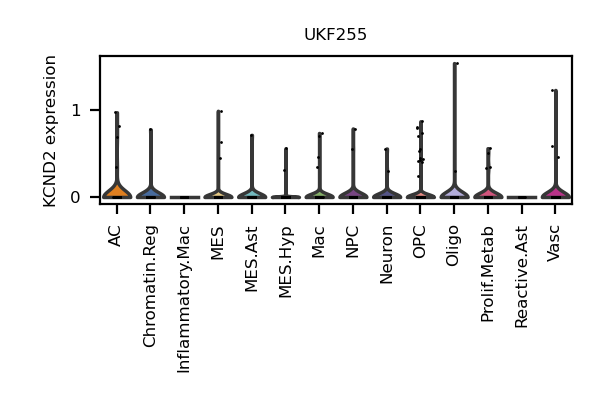 UKF255
KCND2 expression
1
0
AC
Chromatin.Reg
Inflammatory.Mac
MES
MES.Ast
MES.Hyp
Mac
NPC
Neuron
OPC
Oligo
Prolif.Metab
Reactive.Ast
Vasc